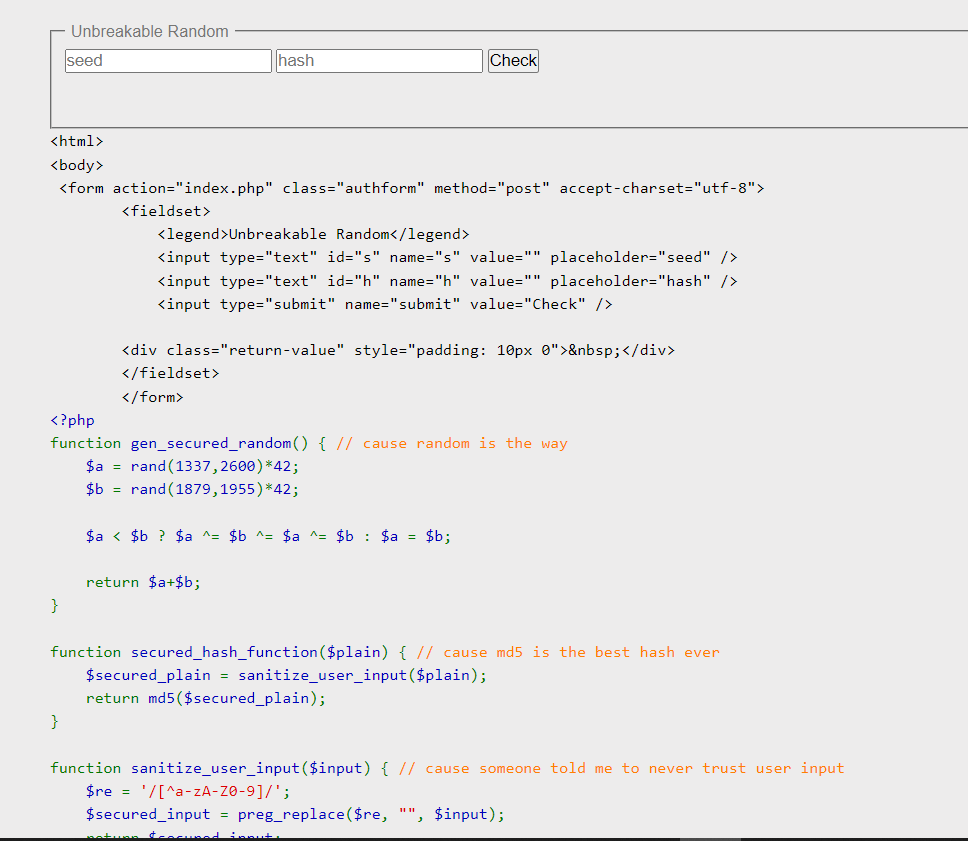 Unbreakable Random
seed hash Check
<html>
<body>
<form action="index.php" class="authform" method="post" accept-charset="utf-8">
<fieldset>
<legend>Unbreakable Random</legend>
<input type="text" id="s" name="s" value="" placeholder="seed" />
<input type="text" id="h" name="h" value="" placeholder="hash" />
<input type="submit" name="submit" value="Check" />
<div class="return-value" style="padding: 10px 0">&nbsp;</div>
</fieldset>
</form>
<?php
function gen_secured_random() { // cause random is the way
$a = rand(1337,2600)*42;
$b = rand(1879,1955)*42;
$a < $b ? $a ^= $b ^= $a ^= $b : $a = $b;
return $a+$b;
}
function secured_hash_function($plain) { // cause md5 is the best hash ever
$secured_plain = sanitize_user_input($plain);
return md5($secured_plain);
}
function sanitize_user_input($input) { // cause someone told me to never trust user input
$re = '/[^a-zA-Z0-9]/';
$secured_input = preg_replace($re, "", $input);
return $secured_input;